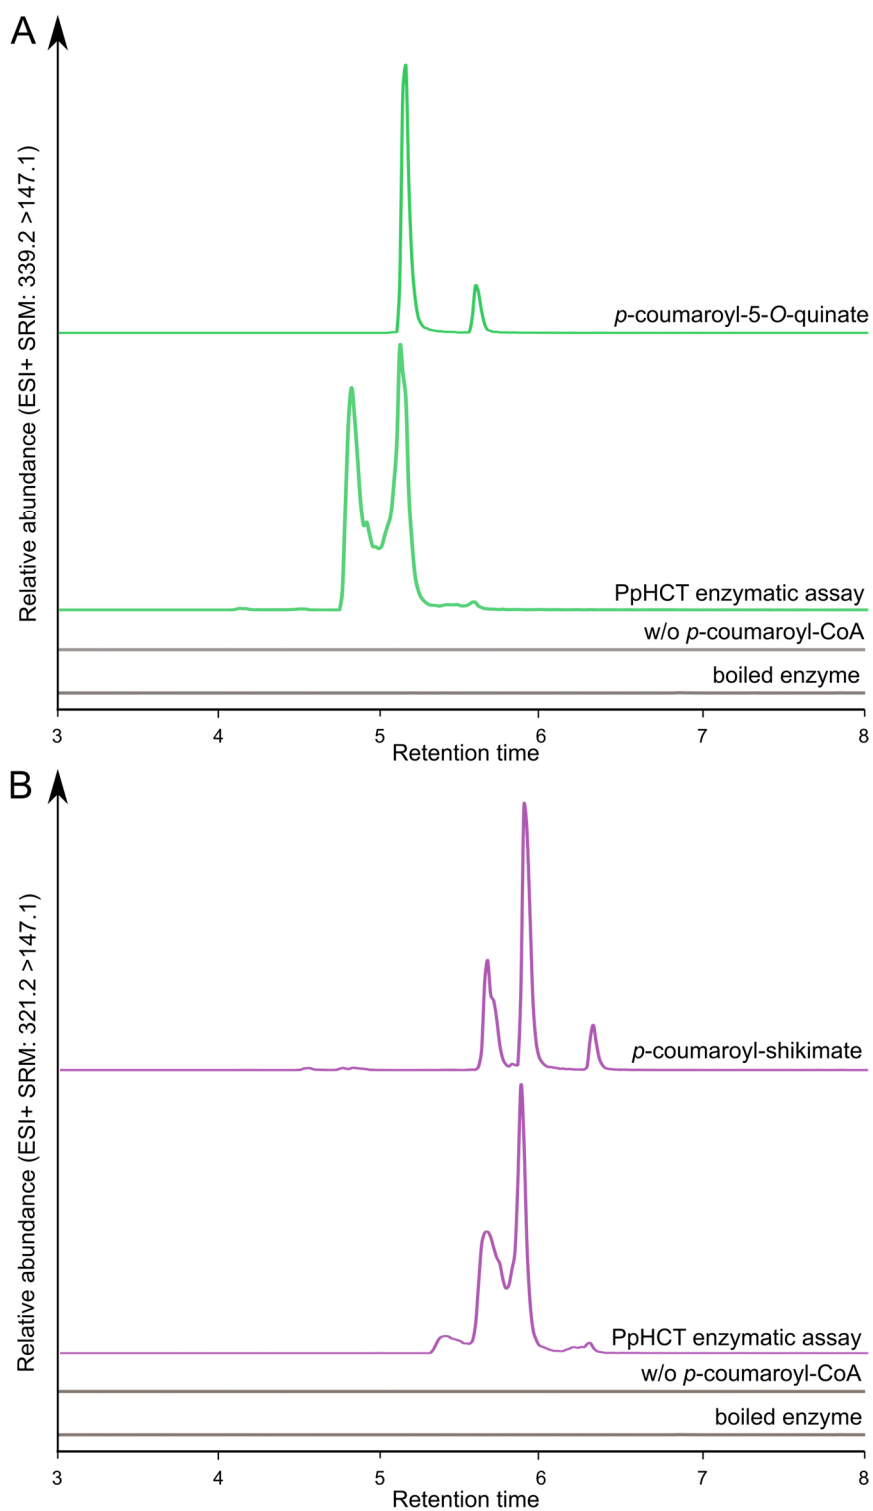 A
Relative abundance (ESI+ SRM: 339.2 >147.1)
p-coumaroyl-5-O-quinate
PpHCT enzymatic assay
w/o p-coumaroyl-CoA
boiled enzyme
3 4 5 6 7 8
Retention time
B
Relative abundance (ESI+ SRM: 321.2 >147.1)
p-coumaroyl-shikimate
PpHCT enzymatic assay
w/o p-coumaroyl-CoA
boiled enzyme
3 4 5 6 7 8
Retention time